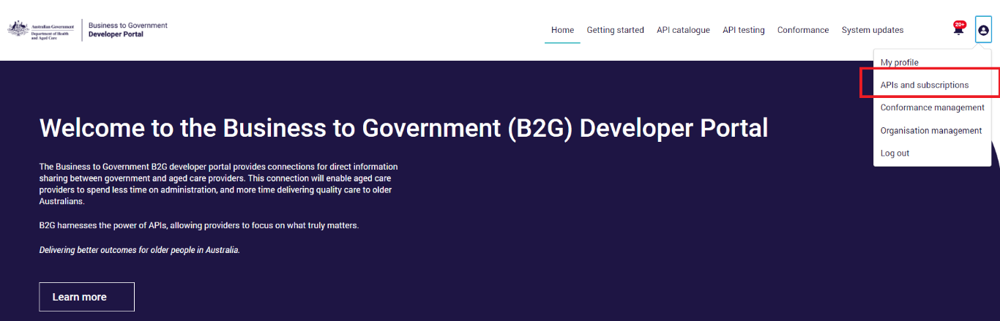 Australian Government
Department of Health
and Aged Care
Business to Government
Developer Portal
Home Getting started API catalogue API testing Conformance System updates
20+
My profile
APIs and subscriptions
Conformance management
Organisation management
Log out
Welcome to the Business to Government (B2G) Developer Portal
The Business to Government B2G developer portal provides connections for direct information
sharing between government and aged care providers. This connection will enable aged care
providers to spend less time on administration, and more time delivering quality care to older
Australians.
B2G harnesses the power of APIs, allowing providers to focus on what truly matters.
Delivering better outcomes for older people in Australia.
Learn more